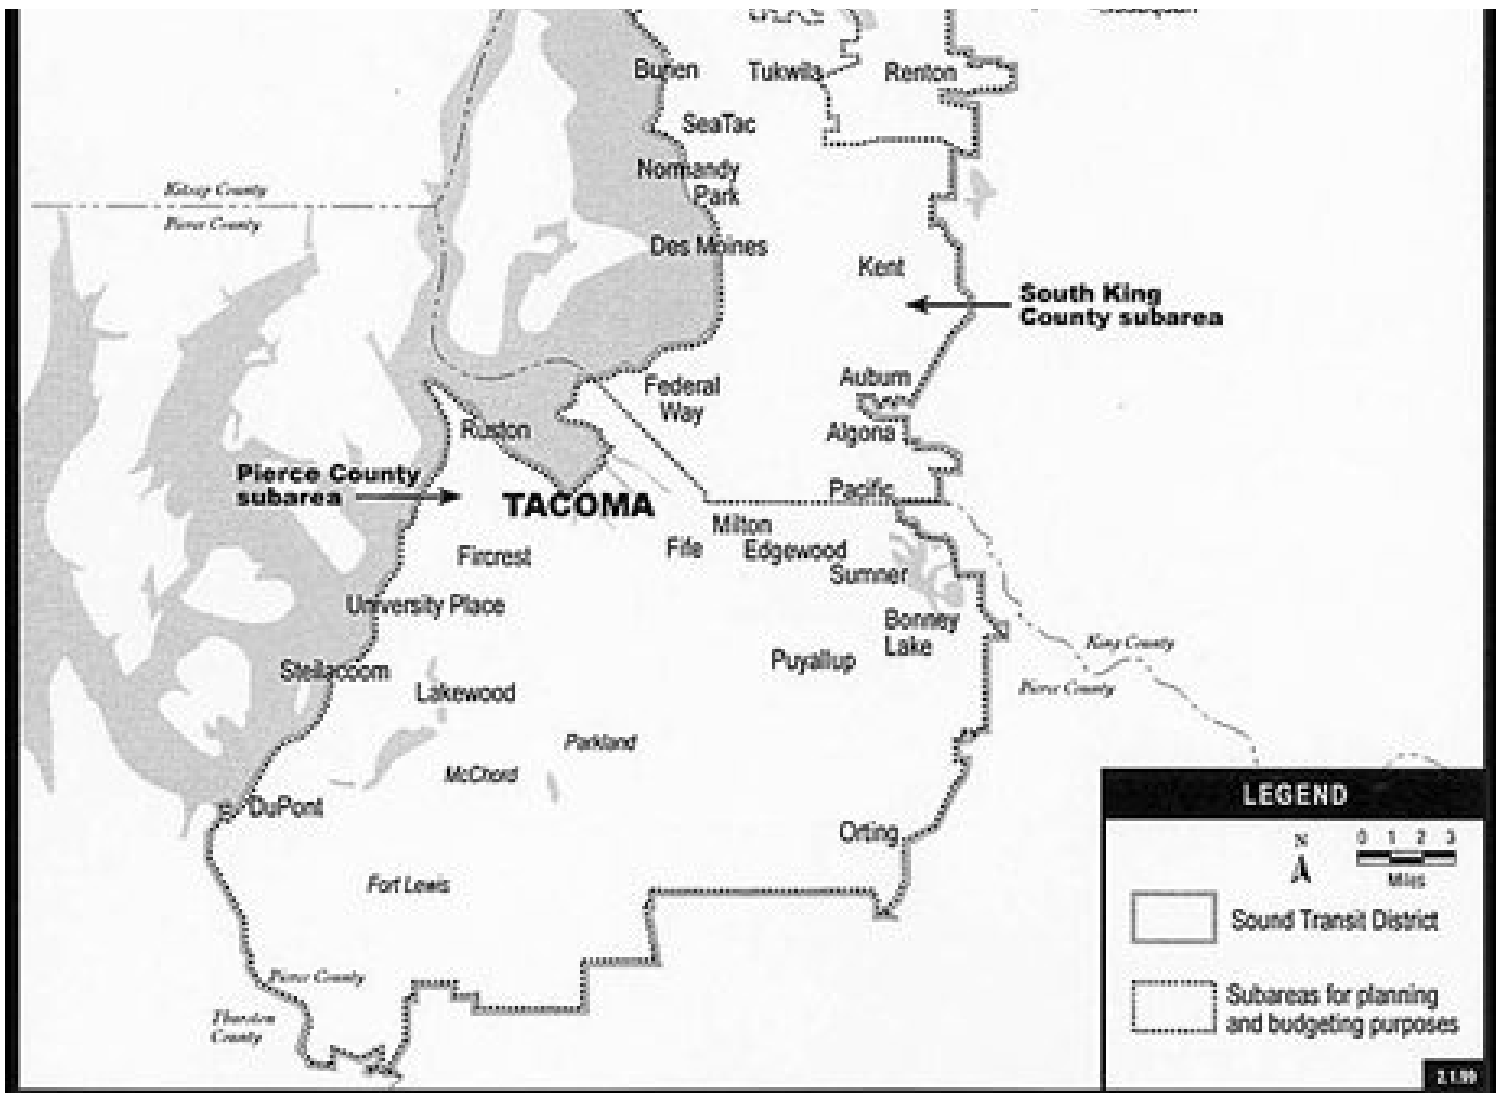 Burien
Tukwila
Renton
SeaTac
Normandy
Park
Kitsap County
Pierce County
Des Moines
Kent
South King
County subarea
Auburn
Federal
Way
Algona
Ruston
Pierce County
subarea
Pacific
TACOMA
Milton
Fife
Edgewood
Fircrest
Sumner
University Place
Bonney
Lake
King County
Puyallup
Steilacoom
Pierce County
Lakewood
Parkland
McChord
DuPont
Orting
Fort Lewis
Pierce County
Thurston
County
LEGEND
N
0 1 2 3
Miles
Sound Transit District
Subareas for planning
and budgeting purposes
2.1.99